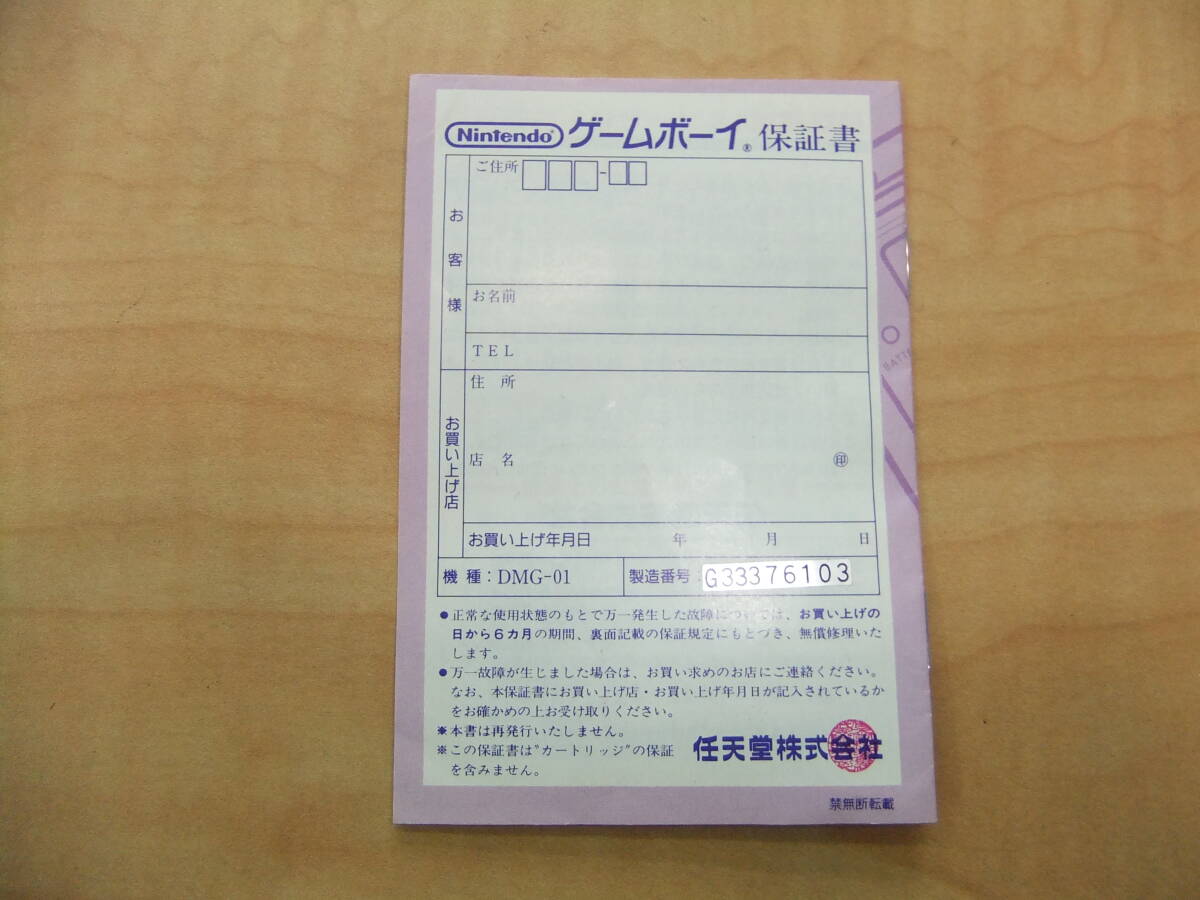 Nintendo® ゲームボーイ® 保証書
お客様
ご住所 -
お名前
TEL
お買い上げ店
住 所
店 名 ㊞
お買い上げ年月日 年 月 日
機 種：DMG-01 製造番号：G33376103
●正常な使用状態のもとで万一発生した故障については、お買い上げの
日から6カ月の期間、裏面記載の保証規定にもとづき、無償修理いた
します。
●万一故障が生じました場合は、お買い求めのお店にご連絡ください。
なお、本保証書にお買い上げ店・お買い上げ年月日が記入されているか
をお確かめの上お受け取りください。
※本書は再発行いたしません。
※この保証書は"カートリッジ"の保証
を含みません。
任天堂株式会社
禁無断転載